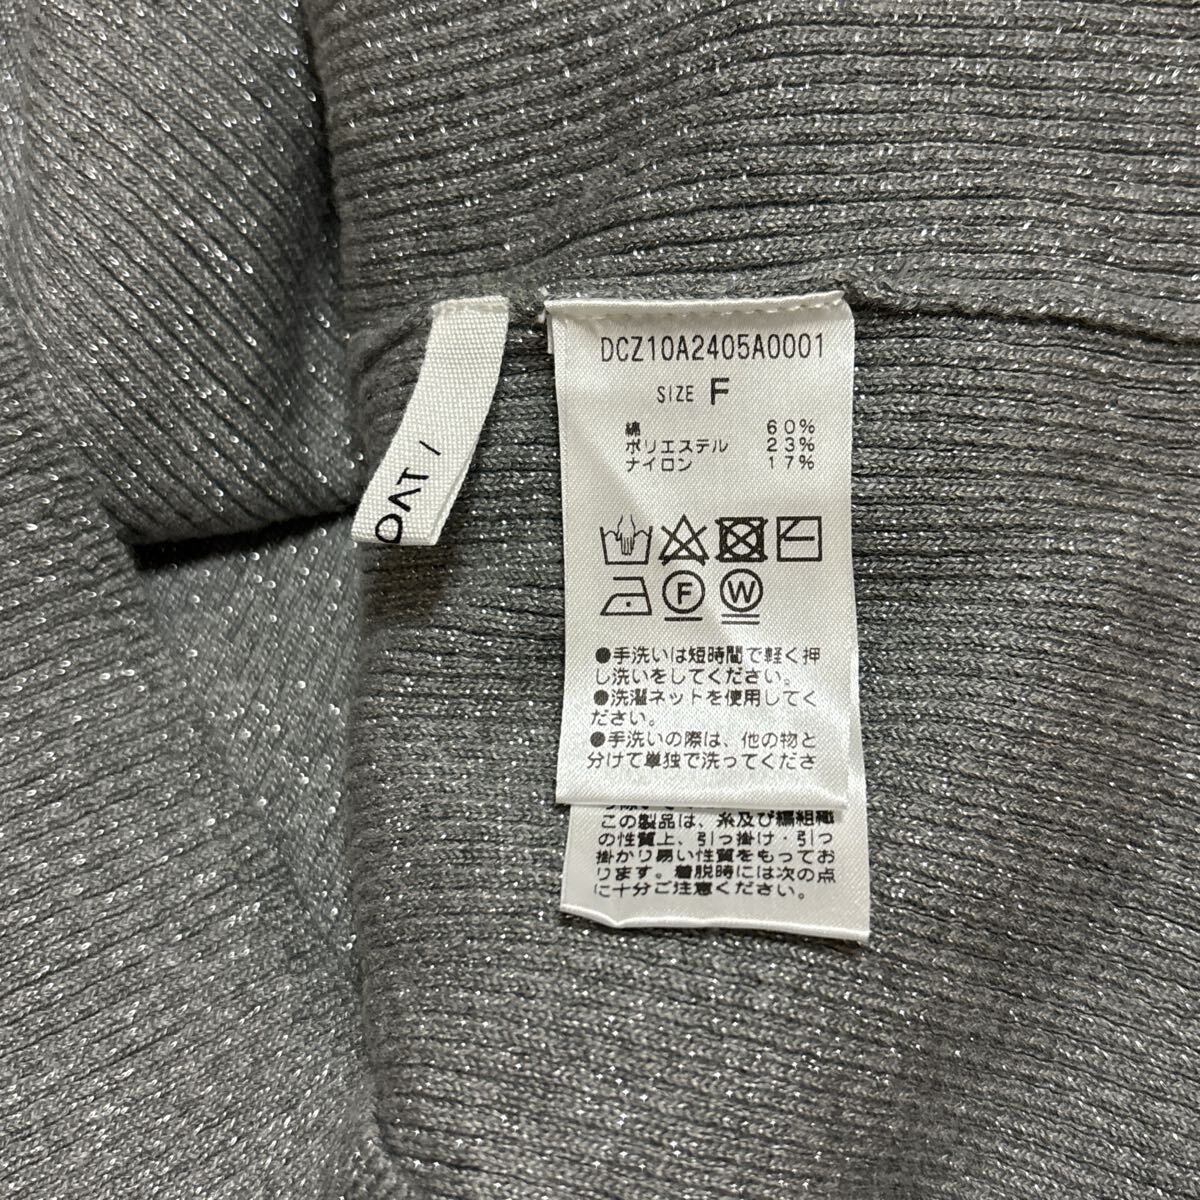 OAT /
DCZ10A2405A0001
SIZE F
綿 60%
ポリエステル 23%
ナイロン 17%
F W
●手洗いは短時間で軽く押
し洗いをしてください。
●洗濯ネットを使用してく
ださい。
●手洗いの際は、他の物と
分けて単独で洗ってくださ
この製品は、糸及び編組織
の性質上、引っ掛け・引っ
掛かり易い性質をもってお
ります。着脱時には次の点
に十分ご注意ください。